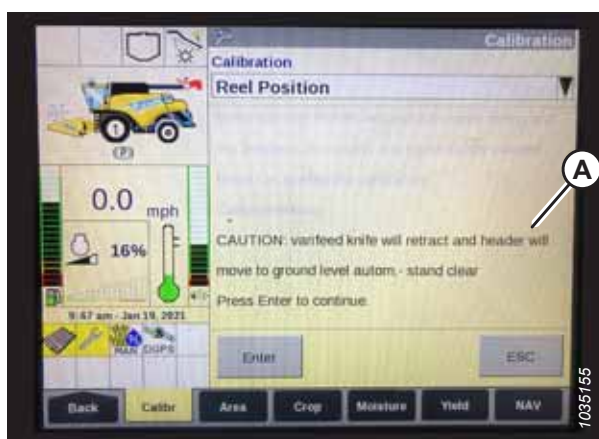 Calibration
Calibration
Reel Position
A
0.0 mph
16%
CAUTION: varifeed knife will retract and header will
move to ground level autom.- stand clear
Press Enter to continue.
9:47 am - Jan 19, 2021
MAN DGPS
Enter
ESC
Back
Calibr
Area
Crop
Moisture
Yield
NAV
1035155